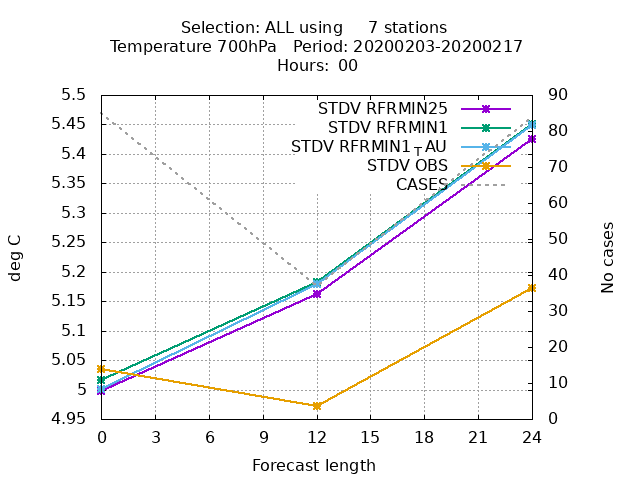 Selection: ALL using     7 stations
Temperature 700hPa   Period: 20200203-20200217
Hours:  00
5.5
5.45
5.4
5.35
5.3
5.25
5.2
5.15
5.1
5.05
5
4.95
90
80
70
60
50
40
30
20
10
0
STDV RFRMIN25
STDV RFRMIN1
STDV RFRMIN1_TAU
STDV OBS
CASES
deg C
No cases
0 3 6 9 12 15 18 21 24
Forecast length